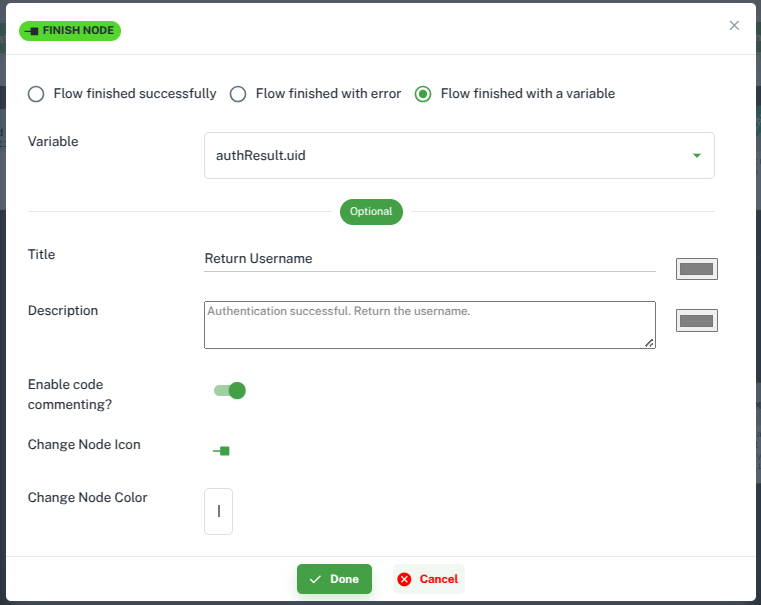 FINISH NODE
Flow finished successfully Flow finished with error Flow finished with a variable
Variable
authResult.uid
Optional
Title
Return Username
Description
Authentication successful. Return the username.
Enable code
commenting?
Change Node Icon
Change Node Color
Done Cancel